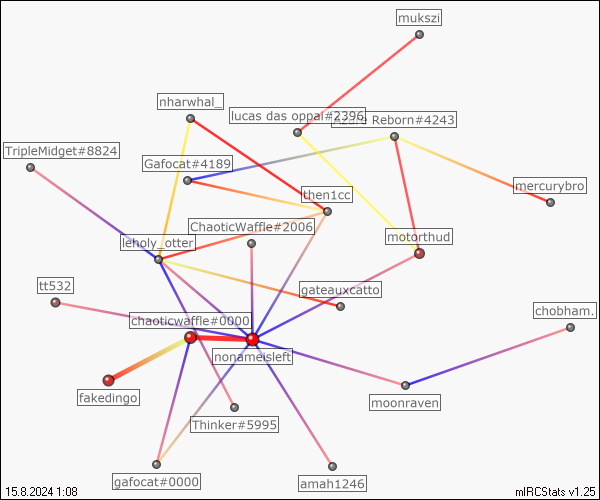 mukszi
nharwhal_
lucas das oppai#2396
Azure Reborn#4243
TripleMidget#8824
Gafocat#4189
mercurybro
then1cc
ChaoticWaffle#2006
leholy_otter
motorthud
tt532
gateauxcatto
chobham.
chaoticwaffle#0000
nonameisleft
fakedingo
moonraven
Thinker#5995
gafocat#0000
amah1246
15.8.2024 1:08
mIRCStats v1.25